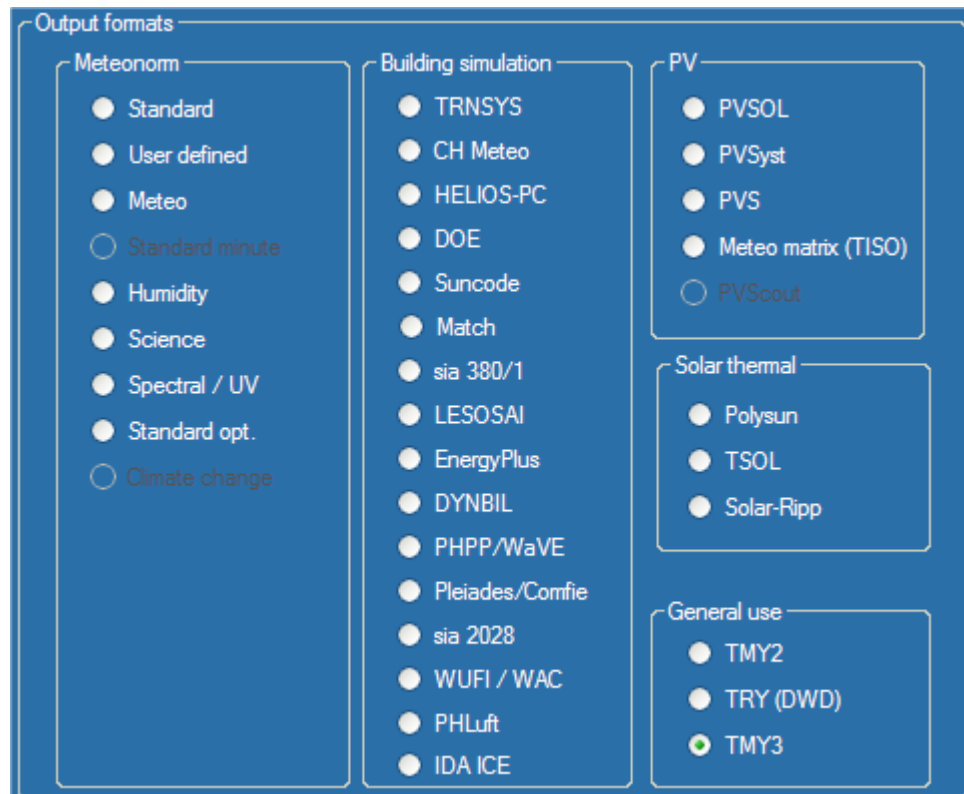 Output formats
Meteonorm
Standard
User defined
Meteo
Standard minute
Humidity
Science
Spectral / UV
Standard opt.
Climate change
Building simulation
TRNSYS
CH Meteo
HELIOS-PC
DOE
Suncode
Match
sia 380/1
LESOSAI
EnergyPlus
DYNBIL
PHPP/WaVE
Pleiades/Comfie
sia 2028
WUFI / WAC
PHLuft
IDA ICE
PV
PVSOL
PVSyst
PVS
Meteo matrix (TISO)
PVScout
Solar thermal
Polysun
TSOL
Solar-Ripp
General use
TMY2
TRY (DWD)
TMY3